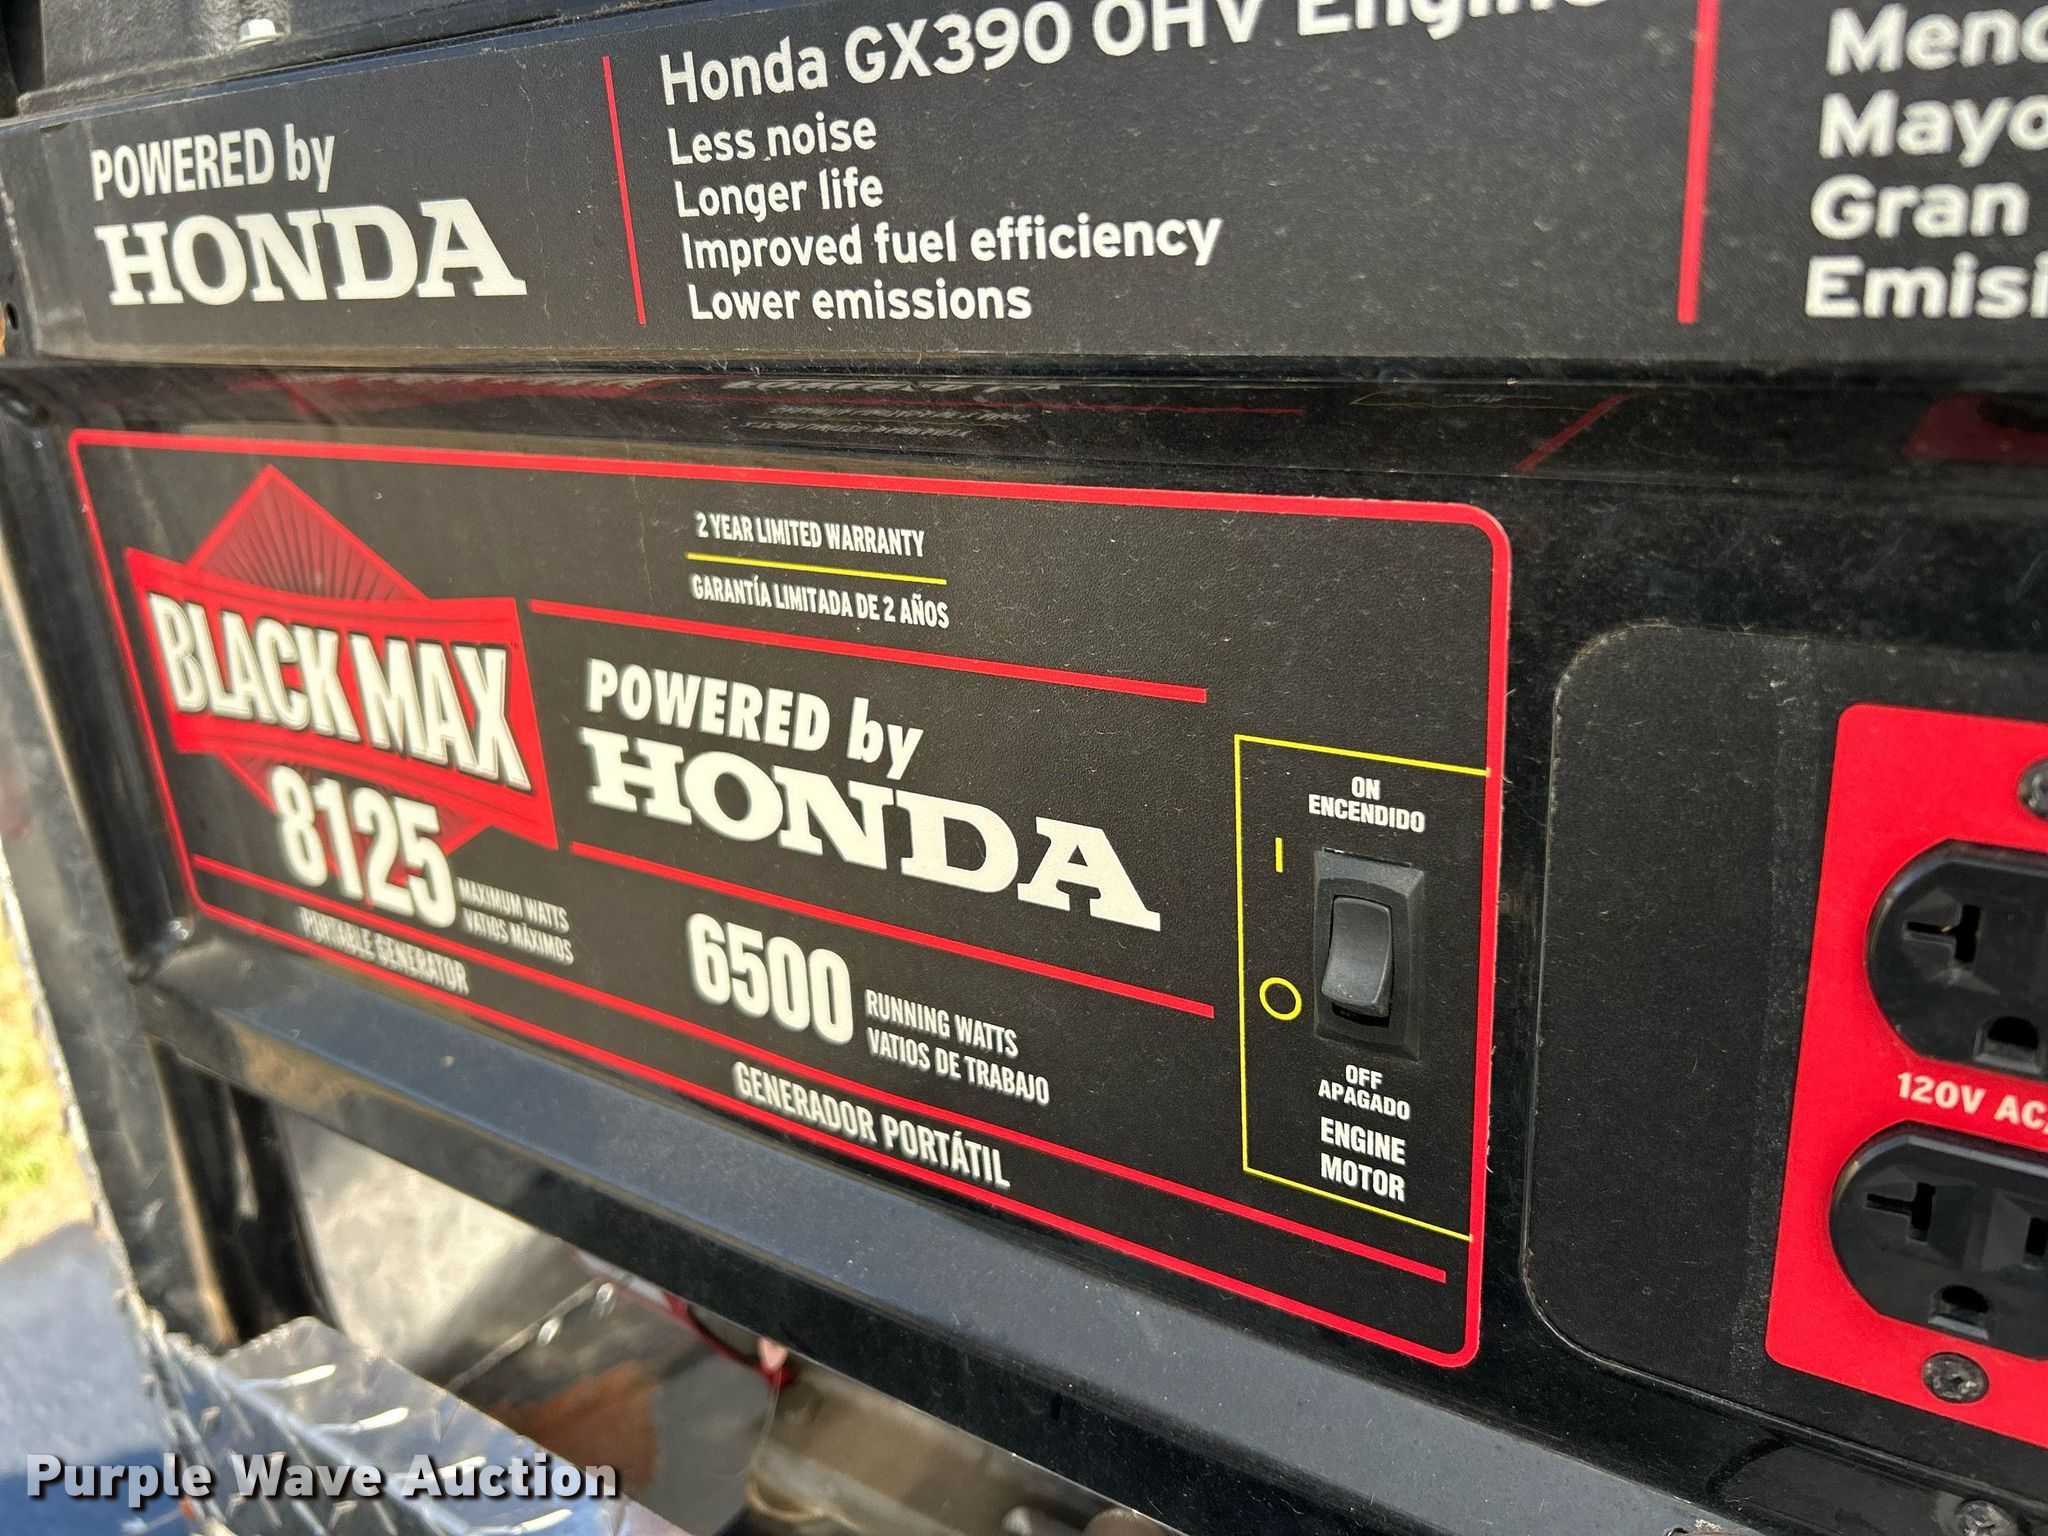 Honda GX390 OHV Engine
Less noise
Longer life
Improved fuel efficiency
Lower emissions
POWERED by
HONDA
Mayo
Gran
2 YEAR LIMITED WARRANTY
GARANTÍA LIMITADA DE 2 AÑOS
BLACK MAX™
8125
MAXIMUM WATTS
VATIOS MÁXIMOS
PORTABLE GENERATOR
POWERED by
HONDA
6500
RUNNING WATTS
VATIOS DE TRABAJO
GENERADOR PORTÁTIL
ON
ENCENDIDO
I
O
OFF
APAGADO
ENGINE
MOTOR
120V AC
Purple Wave Auction